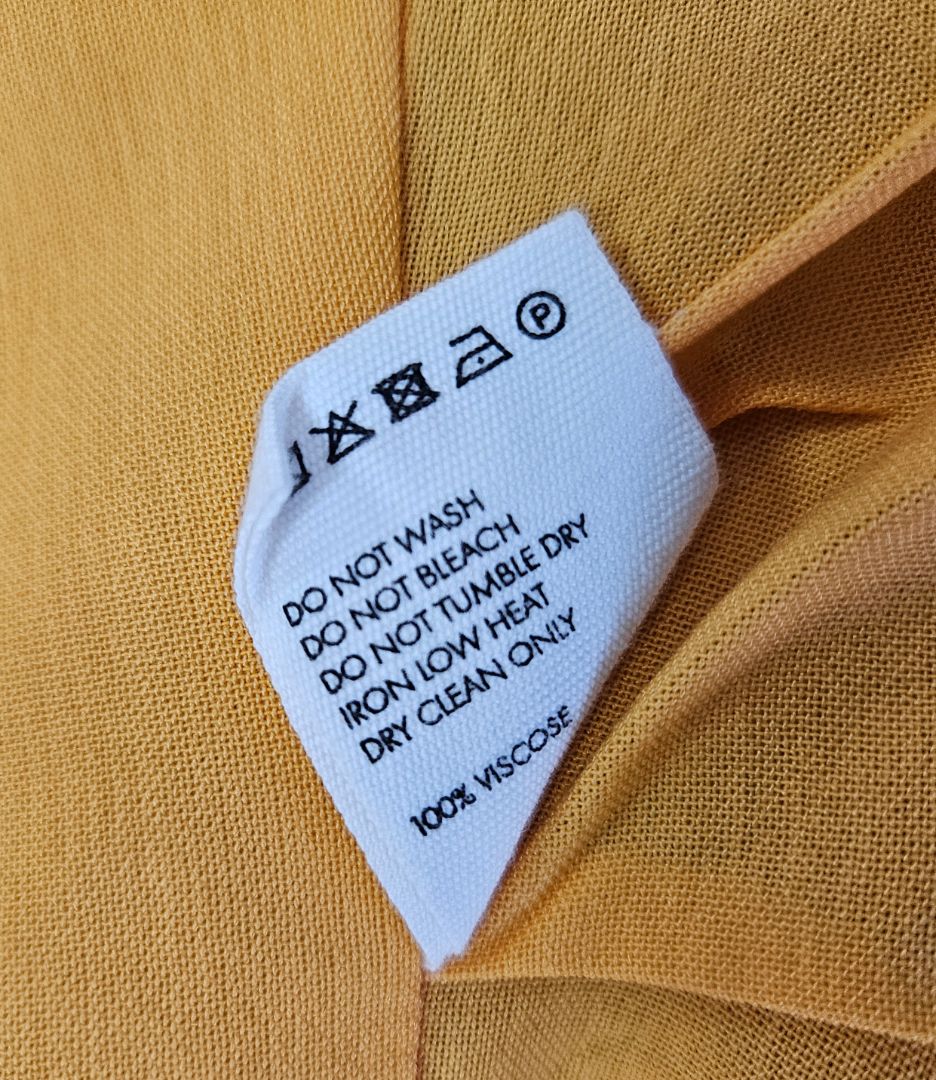 P
DO NOT WASH
DO NOT BLEACH
DO NOT TUMBLE DRY
IRON LOW HEAT
DRY CLEAN ONLY
100% VISCOSE